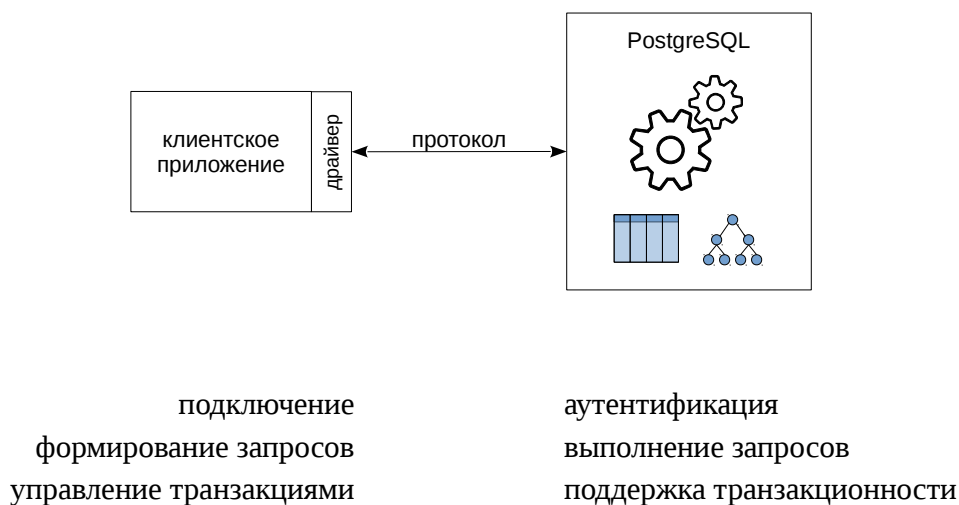 PostgreSQL
клиентское
приложение
драйвер
протокол
подключение
формирование запросов
управление транзакциями
аутентификация
выполнение запросов
поддержка транзакционности